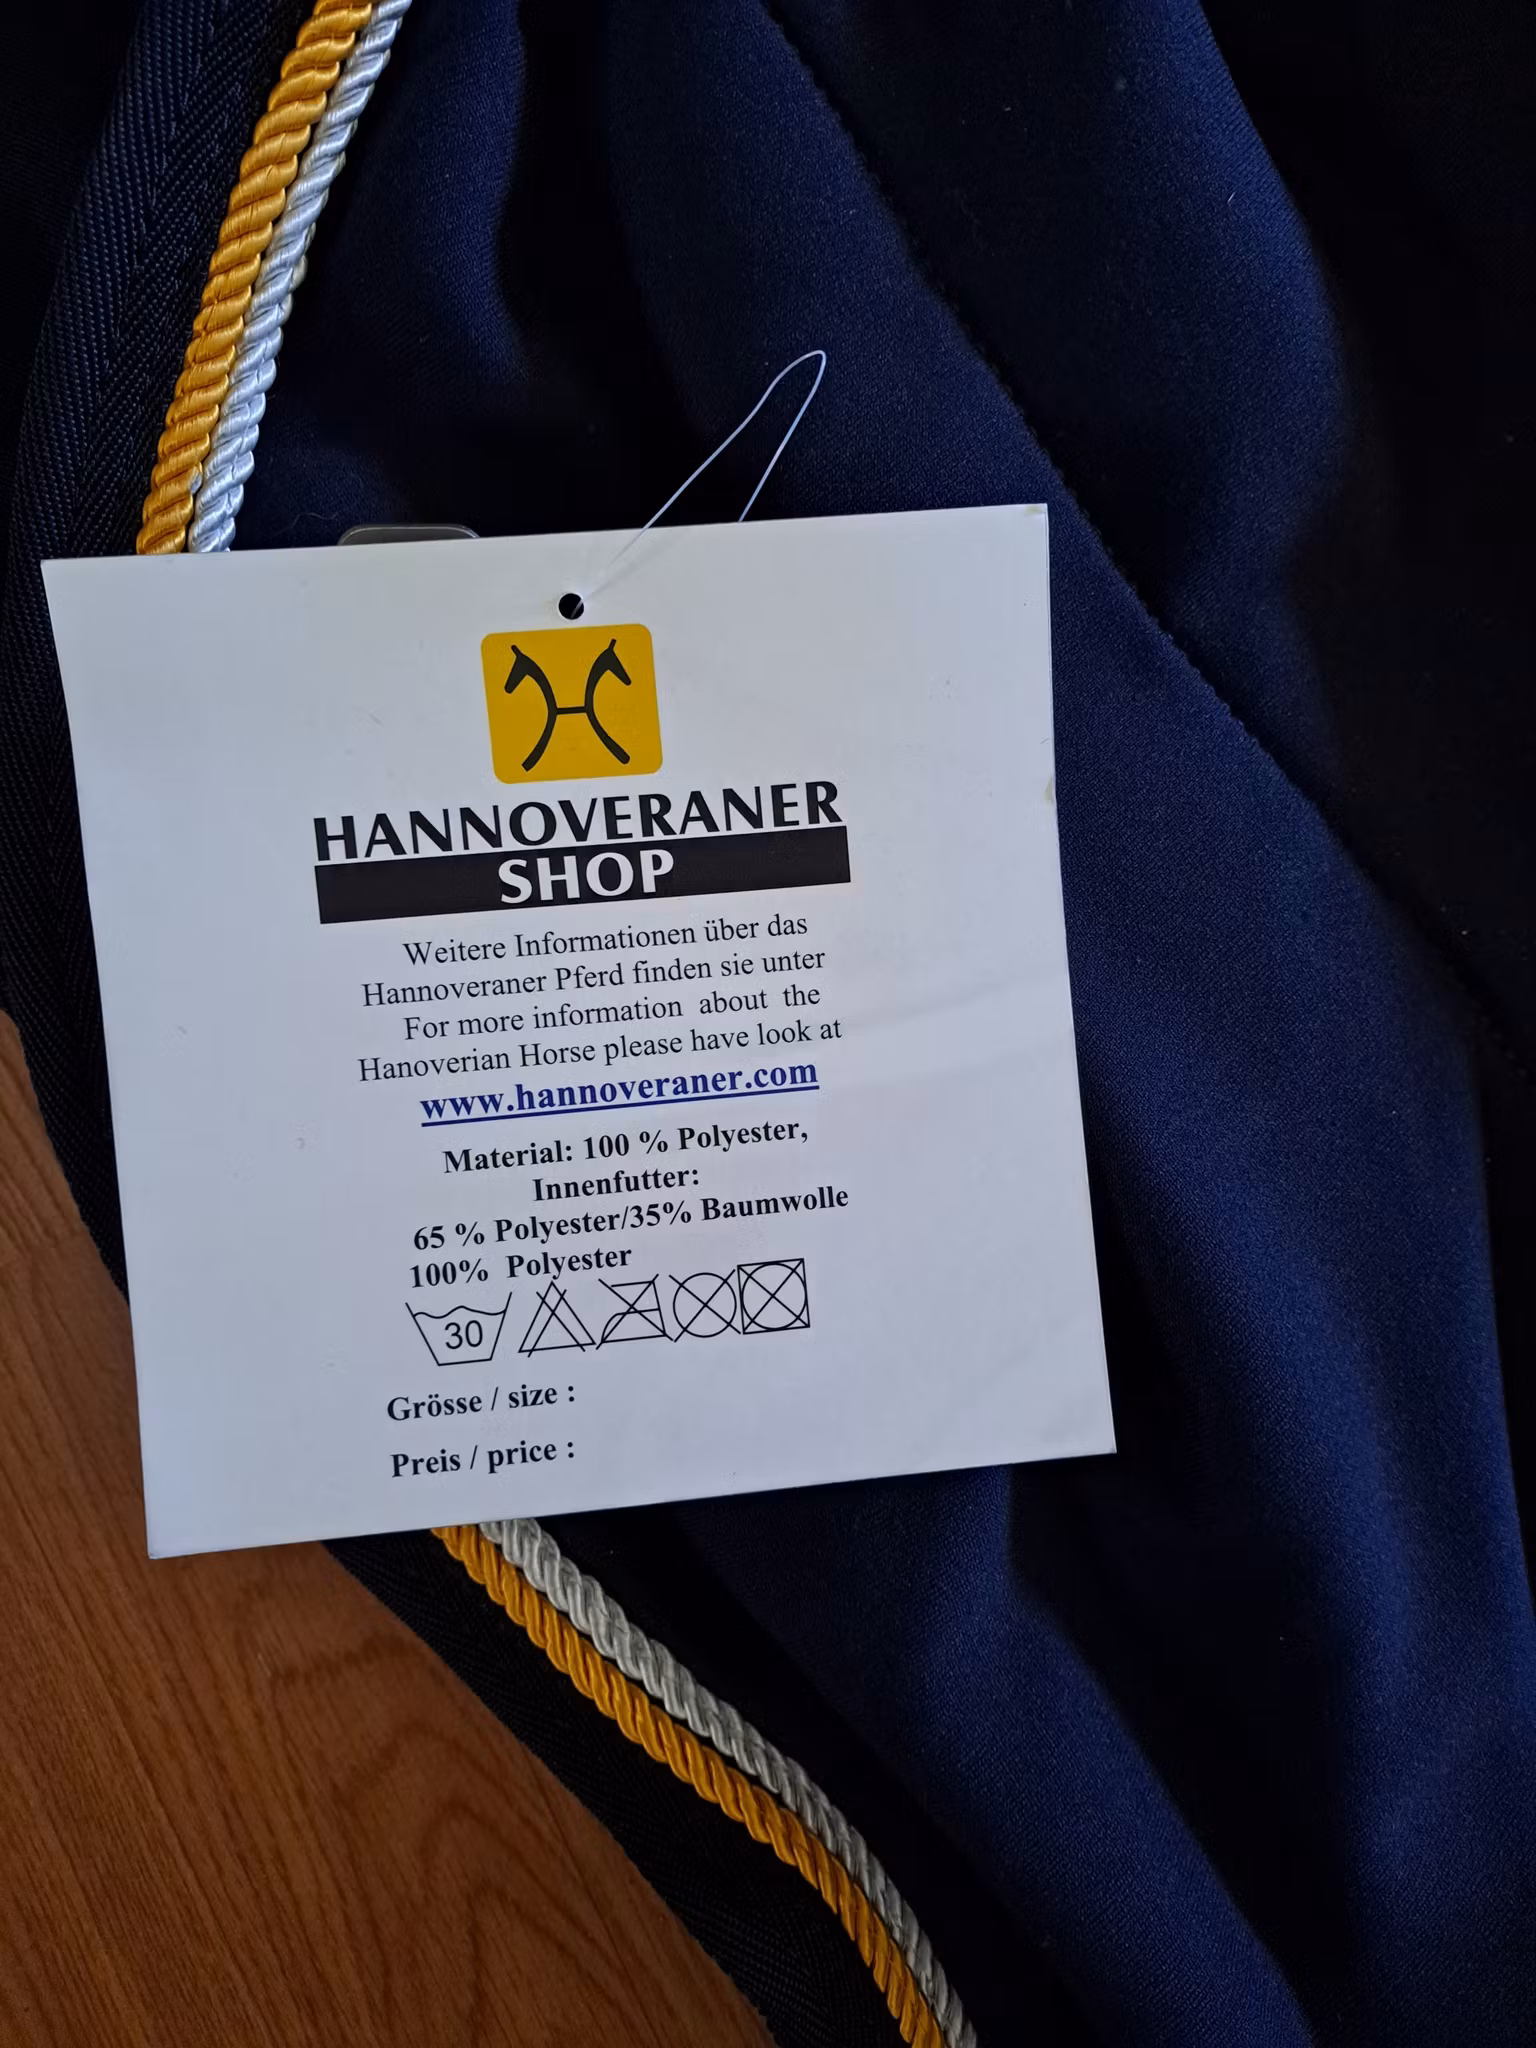 HANNOVERANER
SHOP
Weitere Informationen über das
Hannoveraner Pferd finden sie unter
For more information about the
Hanoverian Horse please have look at
www.hannoveraner.com
Material: 100 % Polyester,
Innenfutter:
65 % Polyester/35% Baumwolle
100% Polyester
30
Grösse / size :
Preis / price :